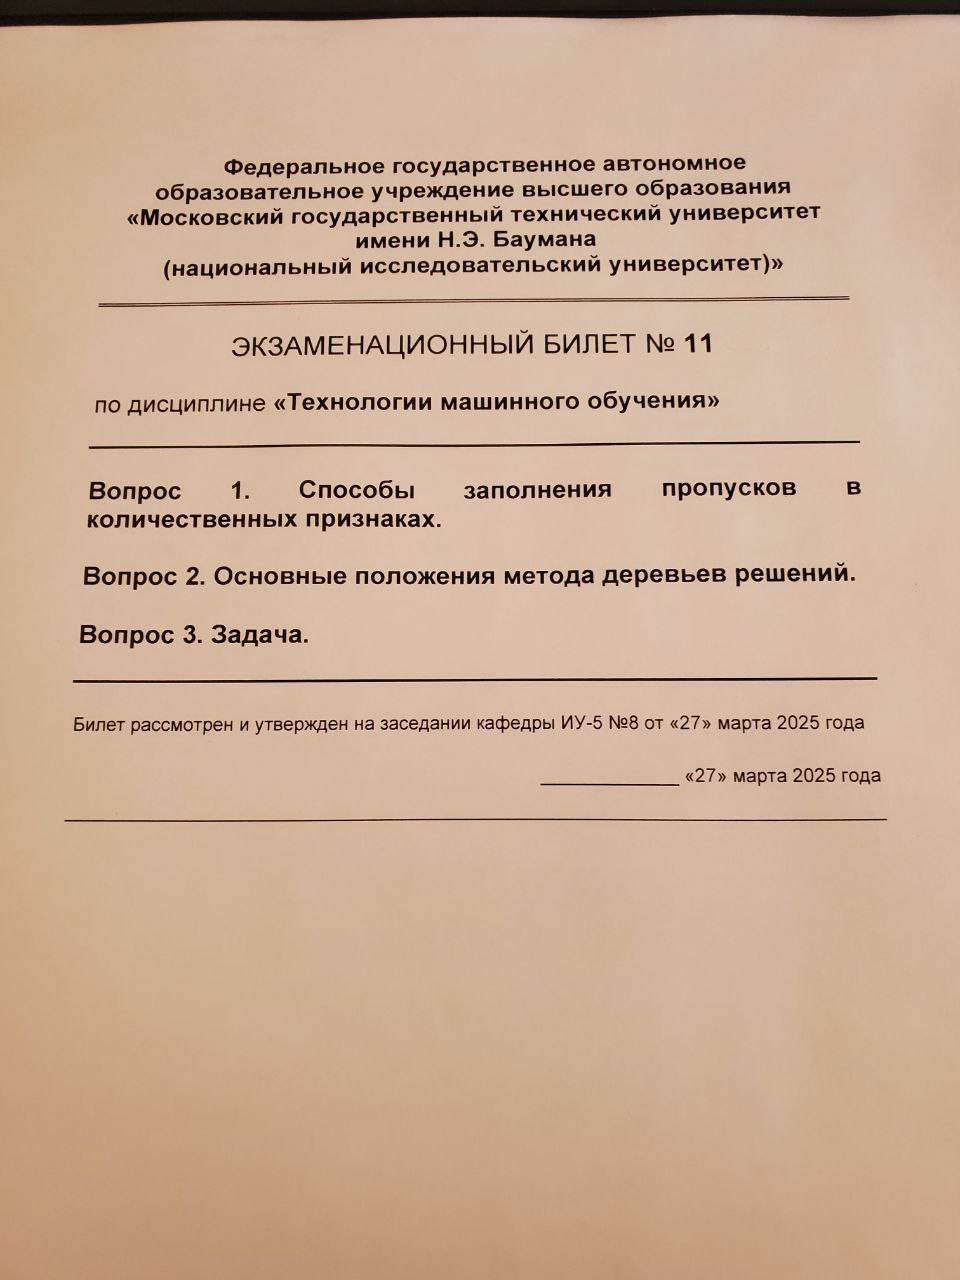 Федеральное государственное автономное
образовательное учреждение высшего образования
«Московский государственный технический университет
имени Н.Э. Баумана
(национальный исследовательский университет)»
ЭКЗАМЕНАЦИОННЫЙ БИЛЕТ № 11
по дисциплине «Технологии машинного обучения»
Вопрос 1. Способы заполнения пропусков в
количественных признаках.
Вопрос 2. Основные положения метода деревьев решений.
Вопрос 3. Задача.
Билет рассмотрен и утвержден на заседании кафедры ИУ-5 №8 от «27» марта 2025 года
_____________ «27» марта 2025 года